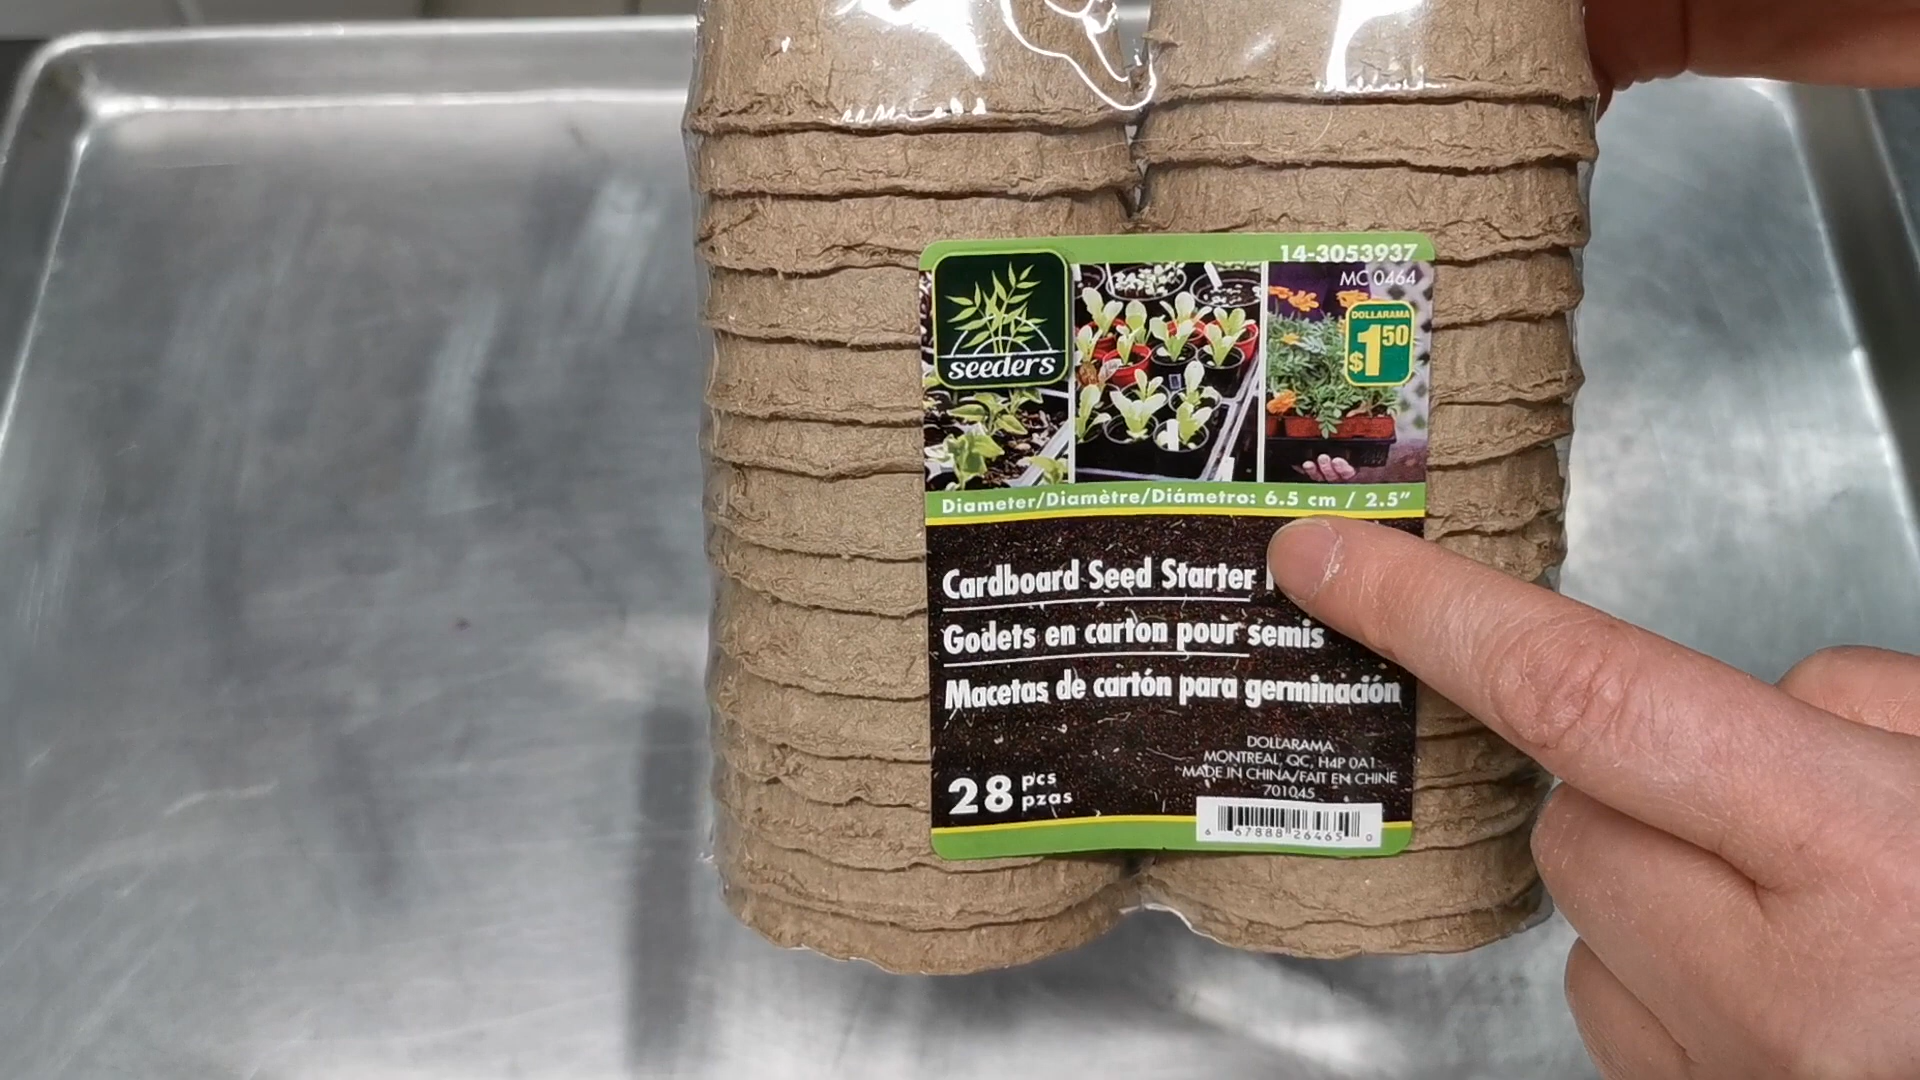 14-3053937
MC 0464
DOLLARAMA
$1.50
seeders
Diameter/Diamètre/Diámetro: 6.5 cm / 2.5"
Cardboard Seed Starter
Godets en carton pour semis
Macetas de cartón para germinación
DOLLARAMA
MONTREAL, QC, H4P 0A1
MADE IN CHINA/FAIT EN CHINE
701045
28 pcs
pzas
6 67888 26465 0